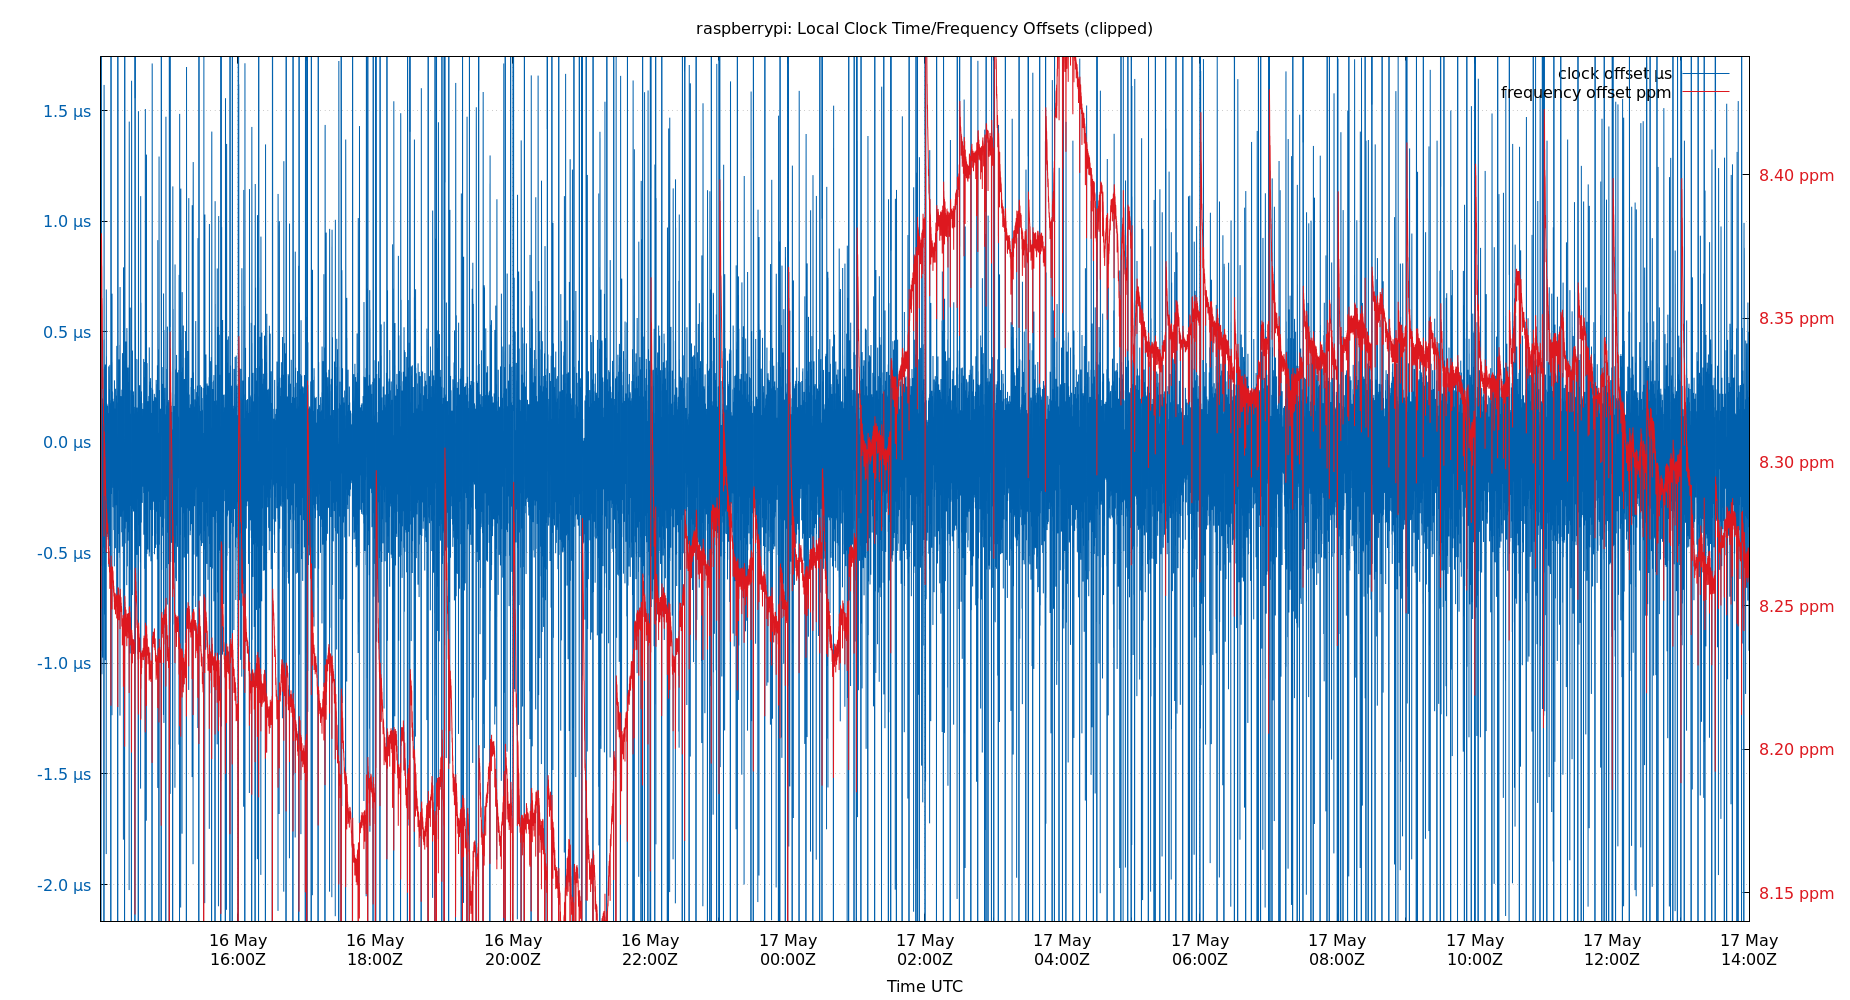 raspberrypi: Local Clock Time/Frequency Offsets (clipped)
clock offset µs
frequency offset ppm
1.5 µs
1.0 µs
0.5 µs
0.0 µs
-0.5 µs
-1.0 µs
-1.5 µs
-2.0 µs
8.40 ppm
8.35 ppm
8.30 ppm
8.25 ppm
8.20 ppm
8.15 ppm
16 May 16 May 16 May 16 May 17 May 17 May 17 May 17 May 17 May 17 May 17 May 17 May
16:00Z 18:00Z 20:00Z 22:00Z 00:00Z 02:00Z 04:00Z 06:00Z 08:00Z 10:00Z 12:00Z 14:00Z
Time UTC